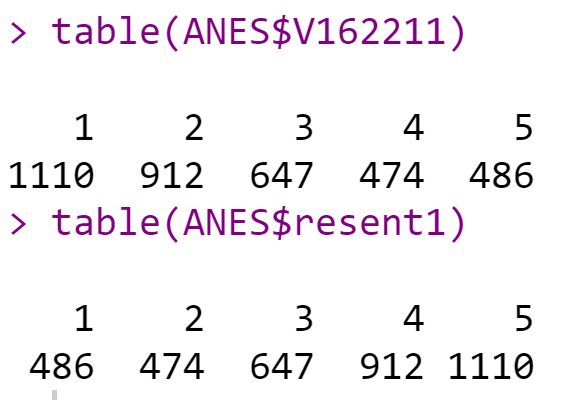 > table(ANES$V162211)
1 2 3 4 5
1110 912 647 474 486
> table(ANES$resent1)
1 2 3 4 5
486 474 647 912 1110